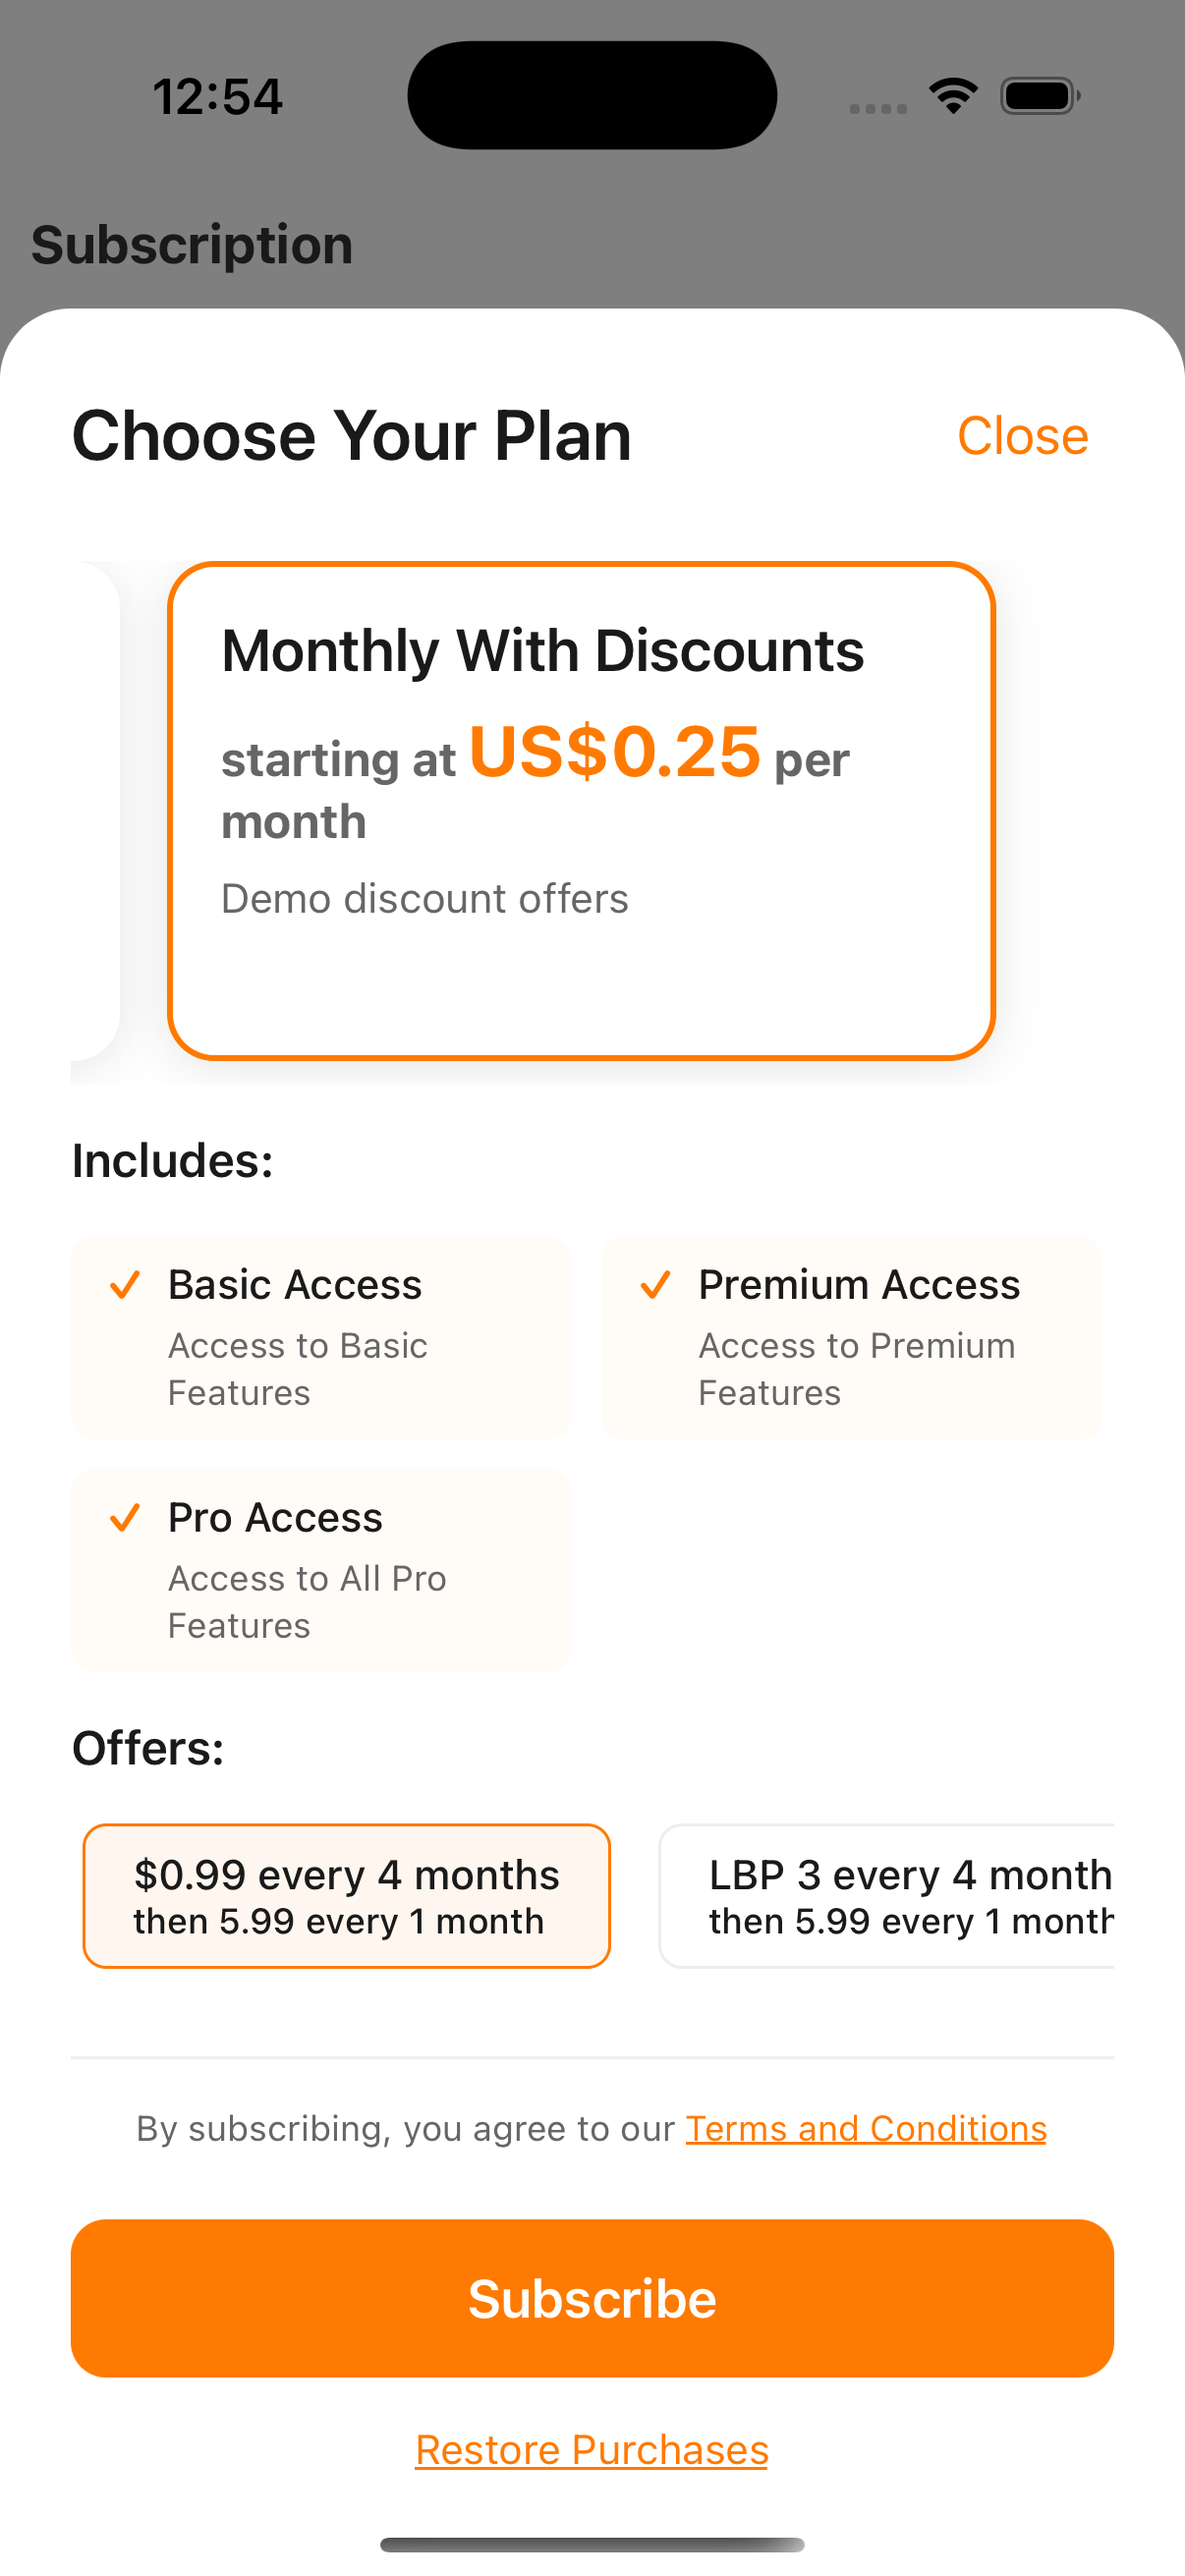 12:54
Subscription
Choose Your Plan
Close
Monthly With Discounts
starting at US$0.25 per
month
Demo discount offers
Includes:
Basic Access
Access to Basic
Features
Premium Access
Access to Premium
Features
Pro Access
Access to All Pro
Features
Offers:
$0.99 every 4 months
then 5.99 every 1 month
LBP 3 every 4 month
then 5.99 every 1 month
By subscribing, you agree to our Terms and Conditions
Subscribe
Restore Purchases